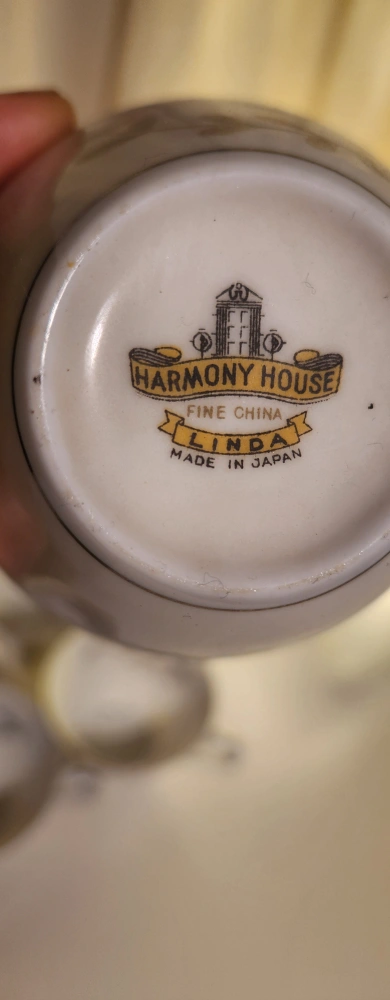 HARMONY HOUSE
FINE CHINA
LINDA
MADE IN JAPAN